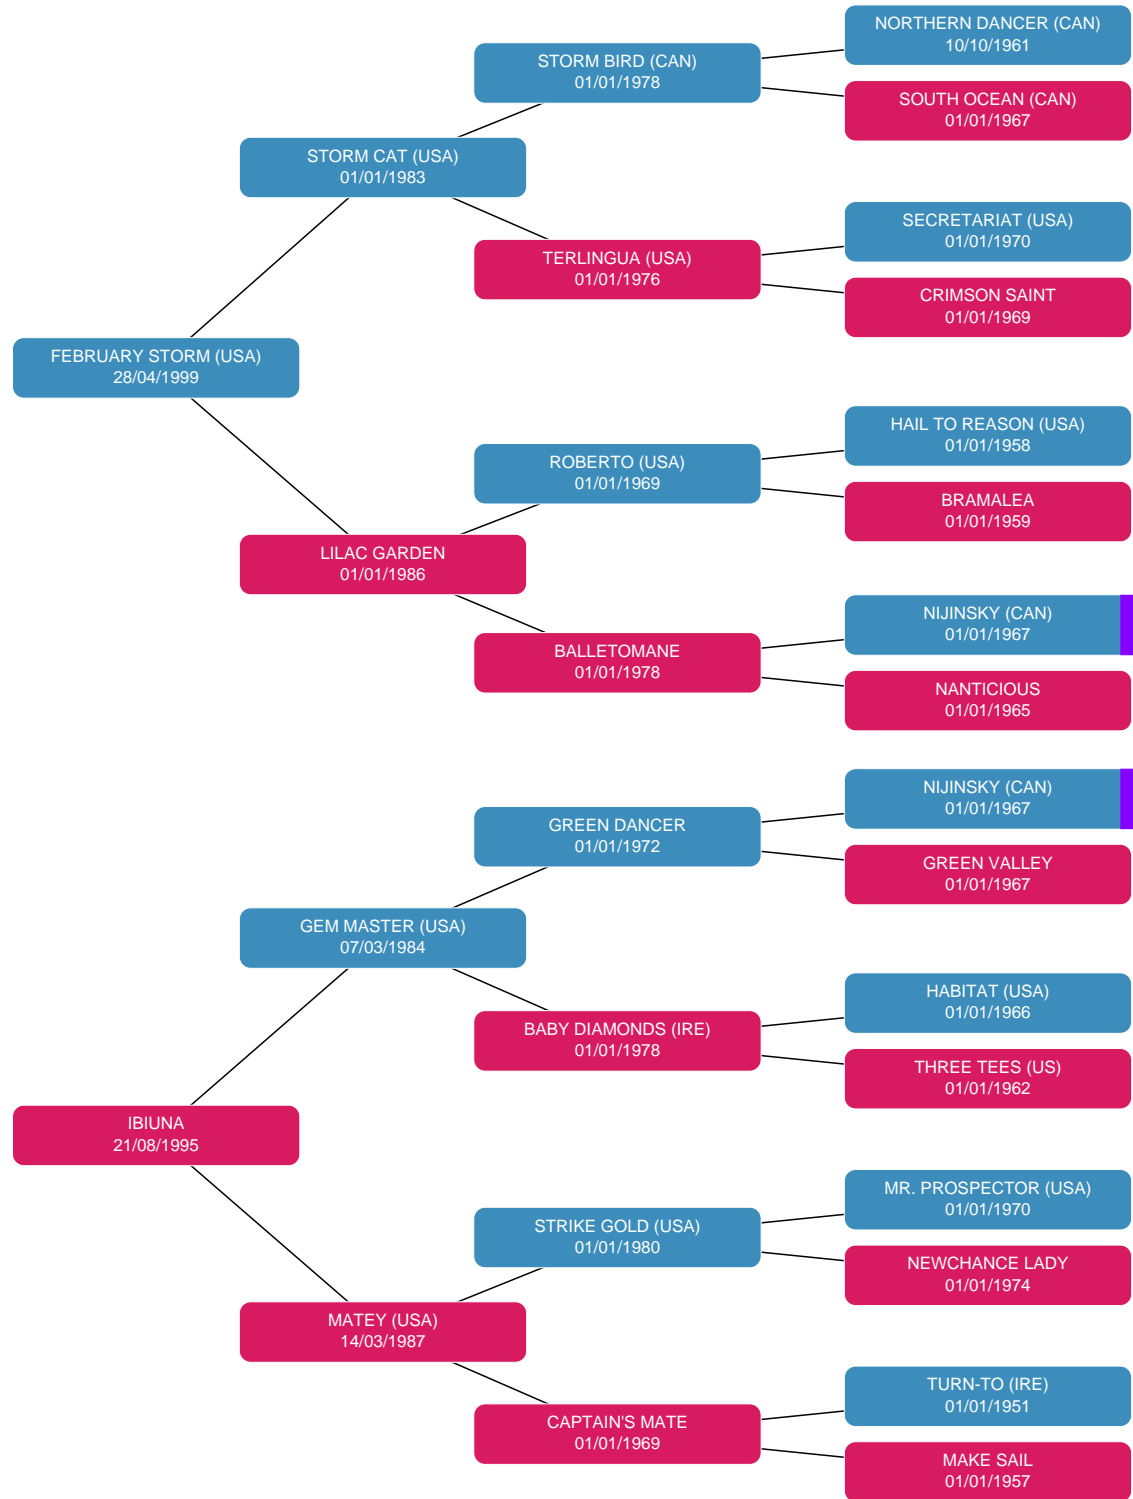 NORTHERN DANCER (CAN)
10/10/1961
STORM BIRD (CAN)
01/01/1978
SOUTH OCEAN (CAN)
01/01/1967
STORM CAT (USA)
01/01/1983
SECRETARIAT (USA)
01/01/1970
TERLINGUA (USA)
01/01/1976
CRIMSON SAINT
01/01/1969
FEBRUARY STORM (USA)
28/04/1999
HAIL TO REASON (USA)
01/01/1958
ROBERTO (USA)
01/01/1969
BRAMALEA
01/01/1959
LILAC GARDEN
01/01/1986
NIJINSKY (CAN)
01/01/1967
BALLETOMANE
01/01/1978
NANTICIOUS
01/01/1965
NIJINSKY (CAN)
01/01/1967
GREEN DANCER
01/01/1972
GREEN VALLEY
01/01/1967
GEM MASTER (USA)
07/03/1984
HABITAT (USA)
01/01/1966
BABY DIAMONDS (IRE)
01/01/1978
THREE TEES (US)
01/01/1962
IBIUNA
21/08/1995
MR. PROSPECTOR (USA)
01/01/1970
STRIKE GOLD (USA)
01/01/1980
NEWCHANCE LADY
01/01/1974
MATEY (USA)
14/03/1987
TURN-TO (IRE)
01/01/1951
CAPTAIN'S MATE
01/01/1969
MAKE SAIL
01/01/1957